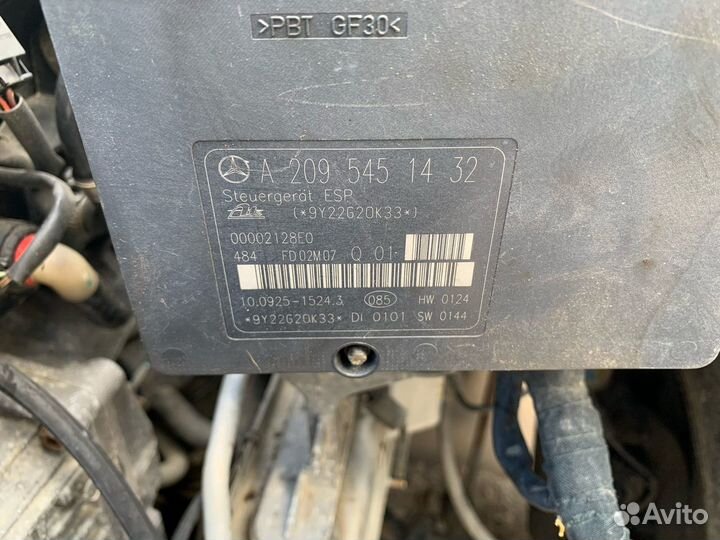 >PBT GF30<
A 209 545 14 32
Steuergerät ESP
Ate (*9Y22G20K33*)
00002128E0
484 FD02M07 Q 01
10.0925-1524.3 085 HW 0124
*9Y22G20K33* DI 0101 SW 0144
Avito